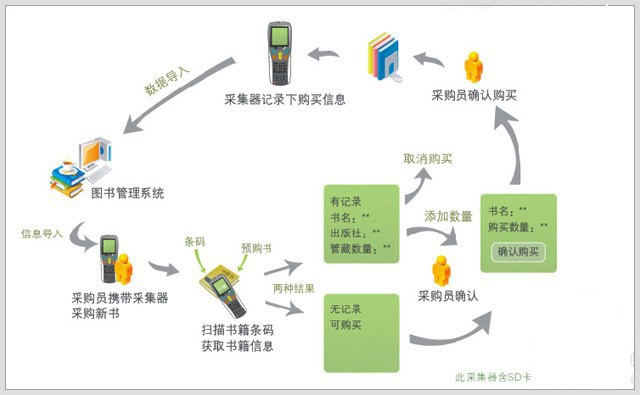 数据导入
采集器记录下购买信息
采购员确认购买
图书管理系统
取消购买
有记录
书名：**
出版社：**
管藏数量：**
添加数量
书名：**
购买数量：**
确认购买
信息导入
条码
预购书
采购员携带采集器
采购新书
两种结果
采购员确认
扫描书籍条码
获取书籍信息
无记录
可购买
此采集器含SD卡